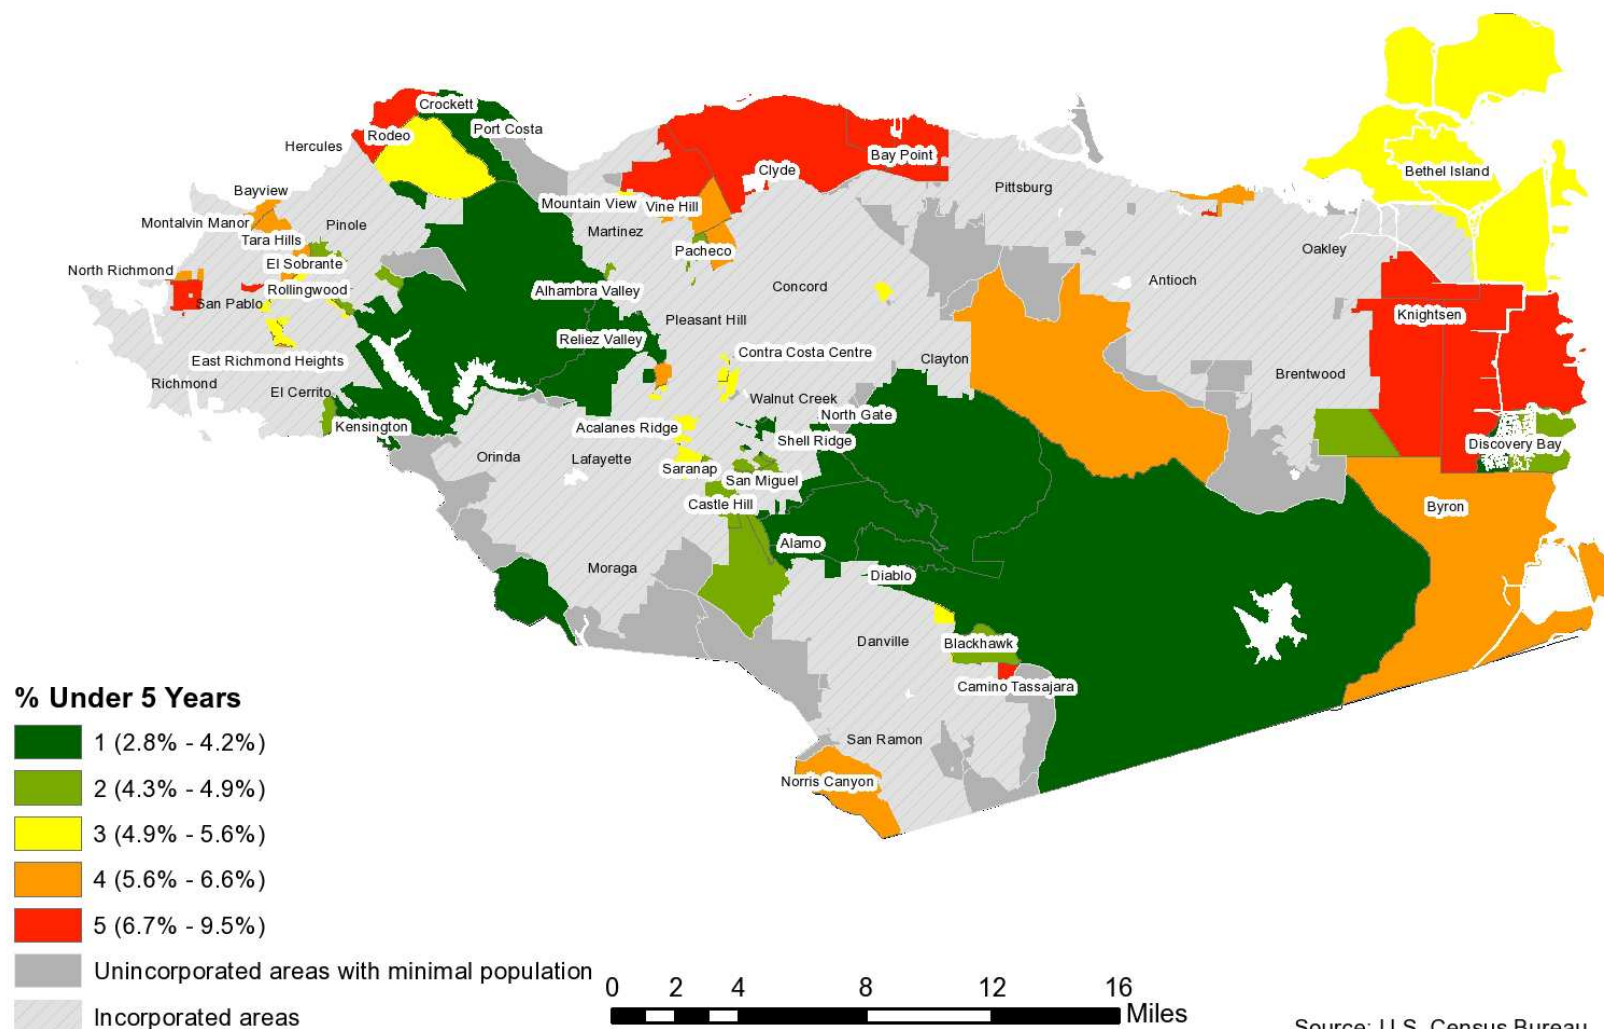 Crockett
Port Costa
Rodeo
Hercules
Bay Point
Clyde
Bethel Island
Bayview
Pittsburg
Mountain View
Vine Hill
Montalvin Manor
Pinole
Martinez
Tara Hills
Pacheco
Oakley
El Sobrante
North Richmond
Antioch
Concord
Rollingwood
Alhambra Valley
San Pablo
Knightsen
Pleasant Hill
Reliez Valley
East Richmond Heights
Contra Costa Centre
Clayton
Brentwood
Richmond
El Cerrito
Walnut Creek
North Gate
Kensington
Acalanes Ridge
Shell Ridge
Discovery Bay
Orinda
Lafayette
Saranap
San Miguel
Castle Hill
Byron
Alamo
Moraga
Diablo
Danville
Blackhawk
Camino Tassajara
San Ramon
Norris Canyon
% Under 5 Years
1 (2.8% - 4.2%)
2 (4.3% - 4.9%)
3 (4.9% - 5.6%)
4 (5.6% - 6.6%)
5 (6.7% - 9.5%)
Unincorporated areas with minimal population
Incorporated areas
0 2 4 8 12 16
Miles
Source: U.S. Census Bureau